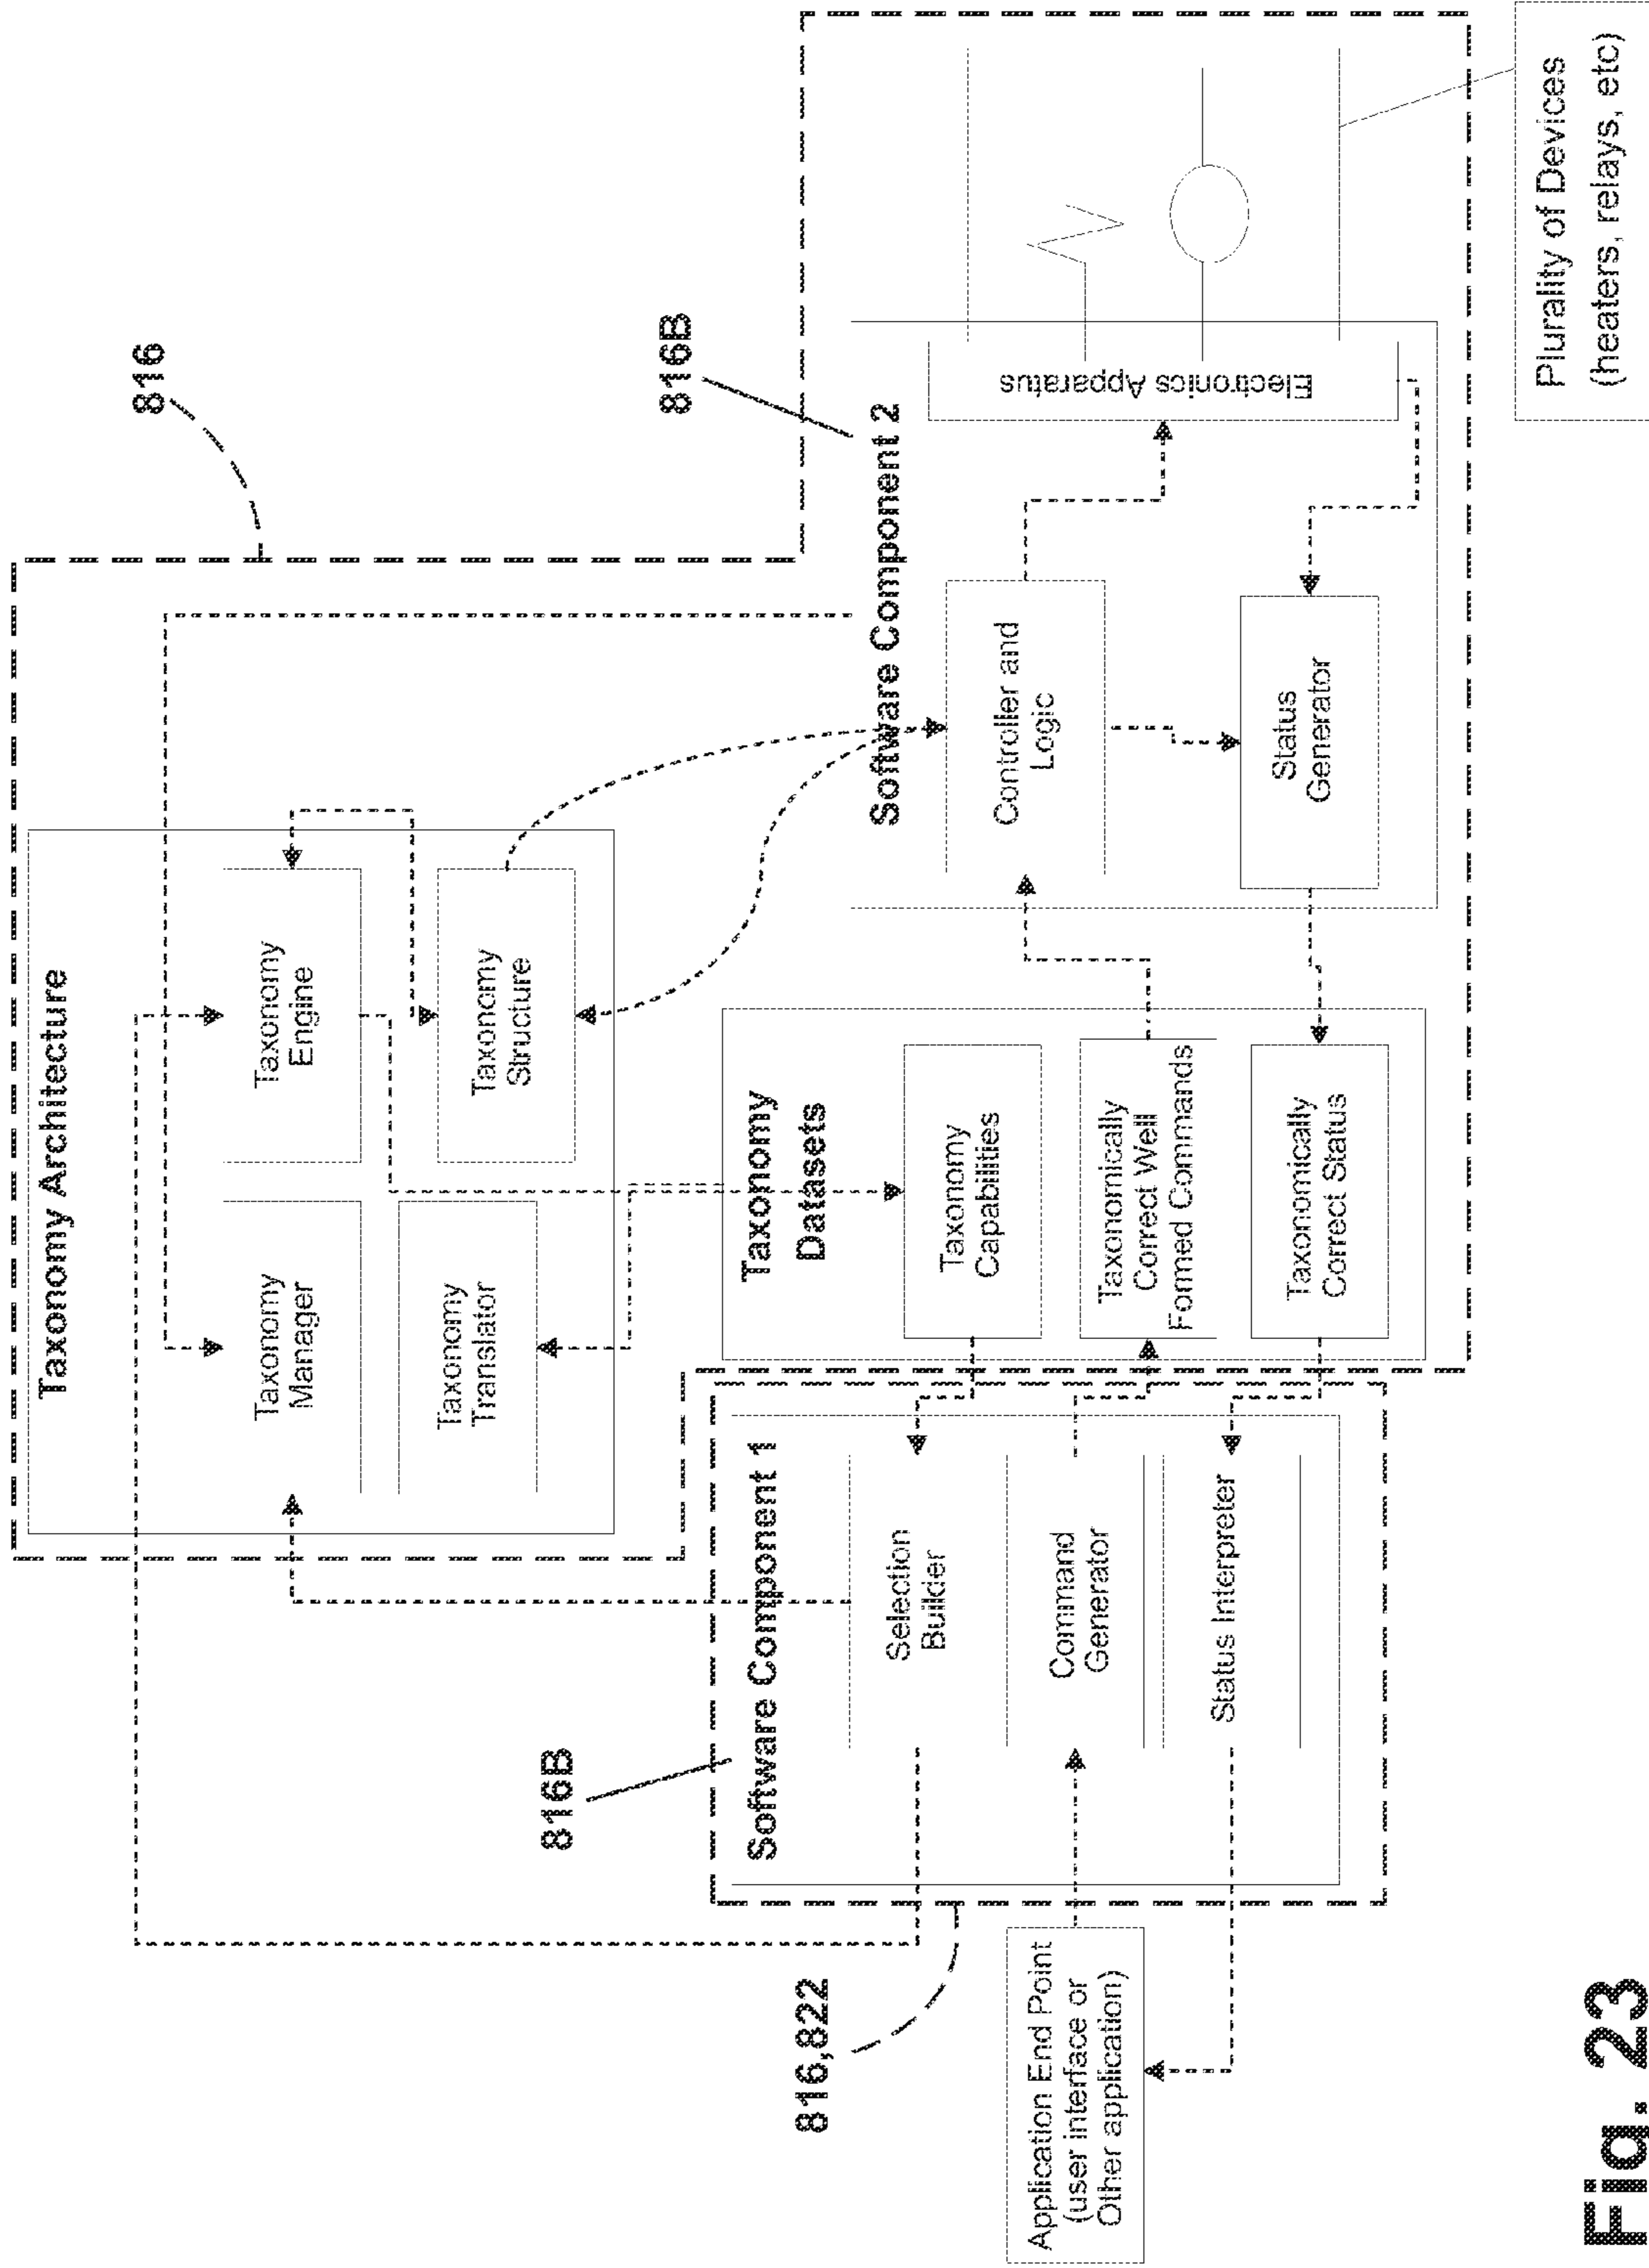 816
Taxonomy Architecture
Taxonomy
Manager
Taxonomy
Engine
Taxonomy
Translator
Taxonomy
Structure
816B
816B
816,822
Software Component 1
Selection
Builder
Command
Generator
Status Interpreter
Taxonomy
Datasets
Taxonomy
Capabilities
Taxonomically
Correct Well
Formed Commands
Taxonomically
Correct Status
Software Component 2
Controller and
Logic
Status
Generator
Electronics Apparatus
Application End Point
(user interface or
Other application)
Plurality of Devices
(heaters, relays, etc)
Fig. 23